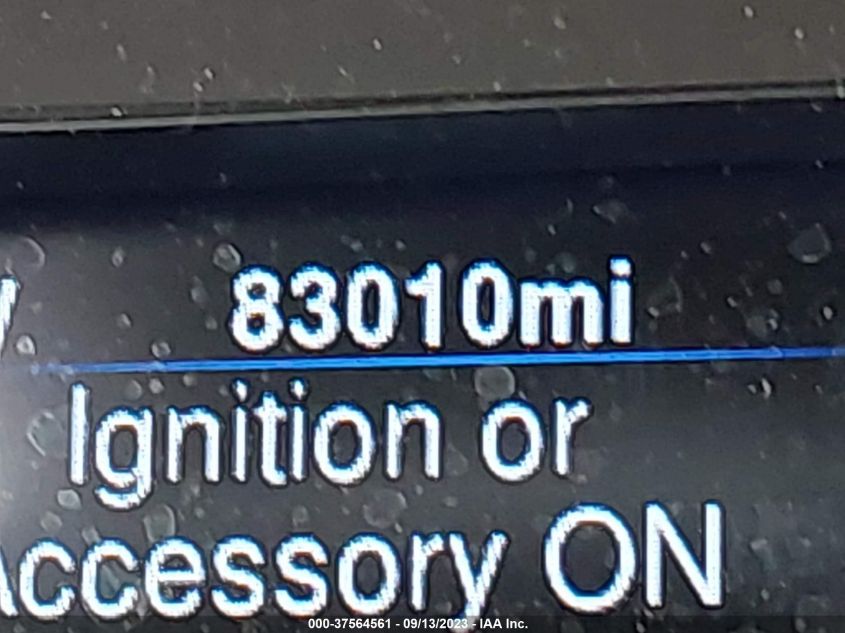 83010mi
Ignition or
Accessory ON
000-37564561 - 09/13/2023 - IAA Inc.